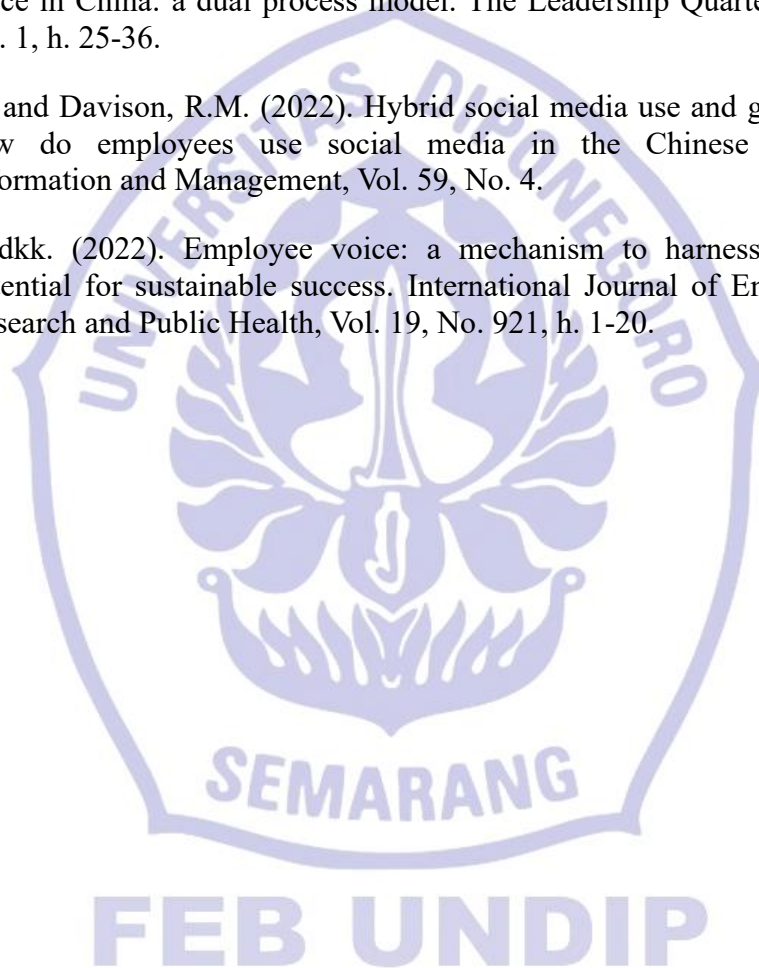 ce in China: a dual process model. The Leadership Quarte
. 1, h. 25-36.
and Davison, R.M. (2022). Hybrid social media use and g
w do employees use social media in the Chinese
ormation and Management, Vol. 59, No. 4.
dkk. (2022). Employee voice: a mechanism to harness
ential for sustainable success. International Journal of En
search and Public Health, Vol. 19, No. 921, h. 1-20.
UNIVERSITAS DIPONEGORO
SEMARANG
FEB UNDIP